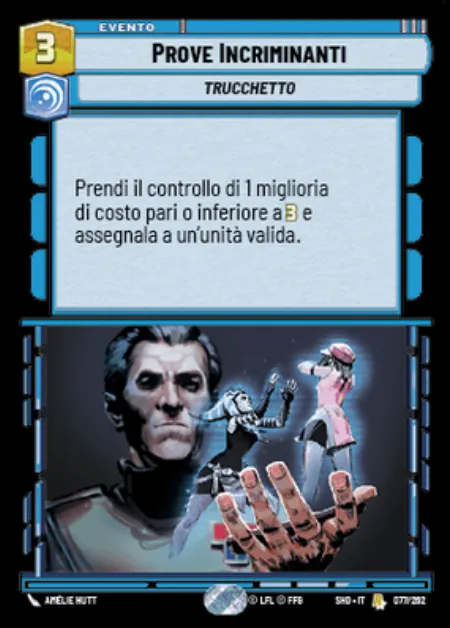 EVENTO
3
PROVE INCRIMINANTI
TRUCCHETTO
Prendi il controllo di 1 miglioria
di costo pari o inferiore a 3 e
assegnala a un'unità valida.
AMÉLIE HUTT
© LFL © FFG
SHD • IT
071/262